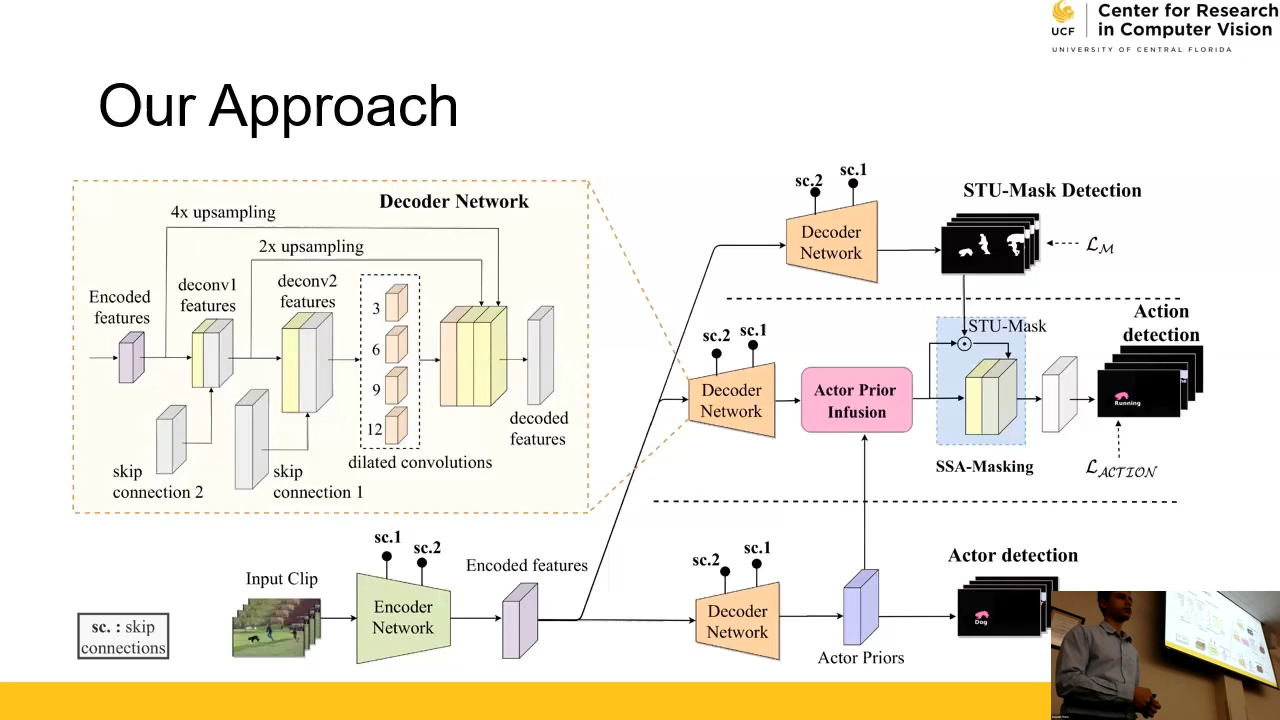 UCF
Center for Research
in Computer Vision
UNIVERSITY OF CENTRAL FLORIDA
Our Approach
Decoder Network
4x upsampling
2x upsampling
Encoded
features
deconv1
features
deconv2
features
3
6
9
12
dilated convolutions
decoded
features
skip
connection 2
skip
connection 1
sc.2
sc.1
Decoder
Network
STU-Mask Detection
ℒM
sc.2
sc.1
Decoder
Network
Actor Prior
Infusion
STU-Mask
SSA-Masking
Action
detection
Running
ℒACTION
sc. : skip
connections
Input Clip
sc.1
sc.2
Encoder
Network
Encoded features
sc.2
sc.1
Decoder
Network
Actor Priors
Actor detection
Dog